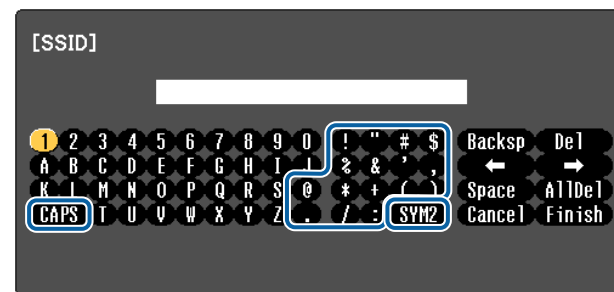 [SSID]
1 2 3 4 5 6 7 8 9 0 ! " # $ Backsp Del
A B C D E F G H I J % & ' , ← →
K L M N O P Q R S @ * + ( ) Space AllDel
CAPS T U V W X Y Z . / : SYM2 Cancel Finish